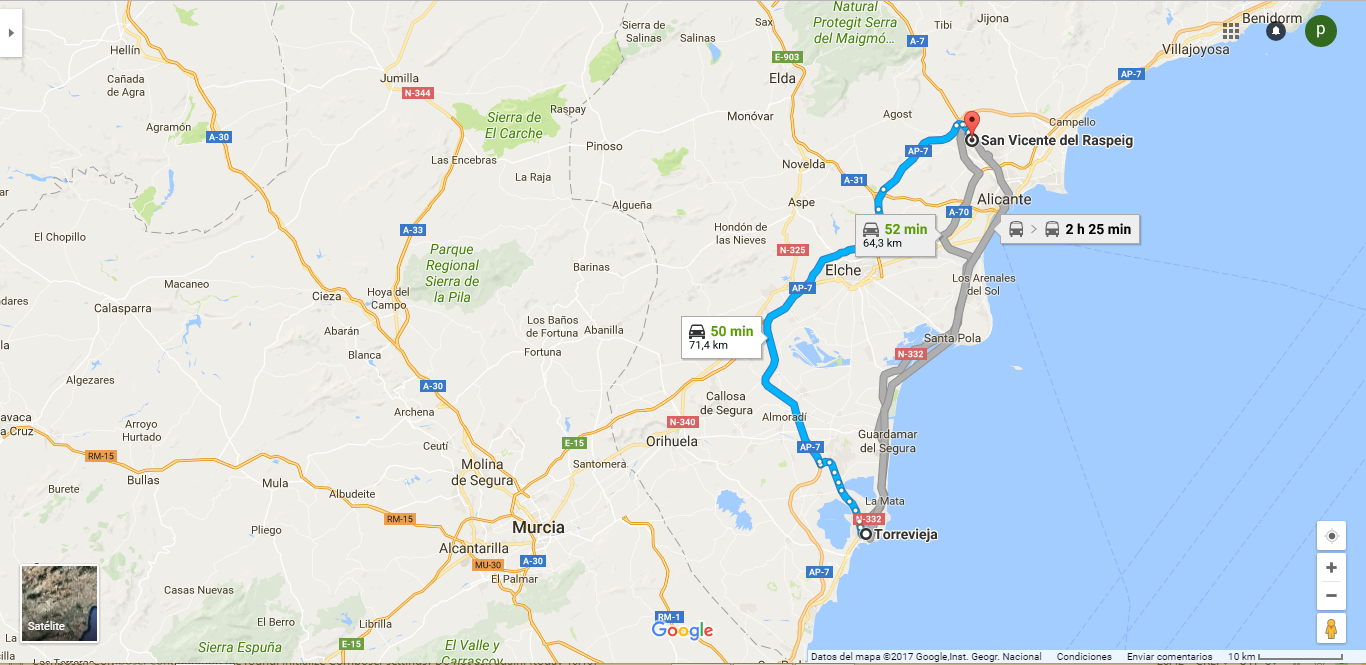 Natural
Protegit Serra
del Maigmó...
Sax
Sierra de
Salinas
Salinas
Tibi
Jijona
Benidorm
p
Villajoyosa
Hellín
A-7
E-903
AP-7
Elda
Cañada
de Agra
Jumilla
N-344
Raspay
Monóvar
Agost
Campello
Sierra de
El Carche
Agramón
A-30
San Vicente del Raspeig
Pinoso
AP-7
Las Encebras
Novelda
La Raja
A-31
Algueña
Aspe
Alicante
A-70
El Chopillo
A-33
Hondón de
las Nieves
52 min
64,3 km
2 h 25 min
Parque
Regional
Sierra de
la Pila
N-325
Barinas
Elche
Macaneo
Los Arenales
del Sol
AP-7
Hoya del
Campo
Cieza
Calasparra
Los Baños
de Fortuna
Abanilla
50 min
71,4 km
Abarán
Santa Pola
Blanca
Fortuna
N-332
Algezares
A-30
Callosa
de Segura
Archena
Almoradí
N-340
Arroyo
Hurtado
Orihuela
Guardamar
del Segura
E-15
Ceutí
AP-7
RM-15
Molina
de Segura
Santomera
Bullas
Mula
Burete
Albudeite
La Mata
RM-15
N-332
Pliego
Murcia
Torrevieja
Alcantarilla
A-30
MU-30
AP-7
El Palmar
Casas Nuevas
RM-1
El Berro
Librilla
Google
Satélite
E-15
Sierra Espuña
El Valle y
Carrascoy
Datos del mapa ©2017 Google,Inst. Geogr. Nacional
Condiciones
Enviar comentarios
10 km